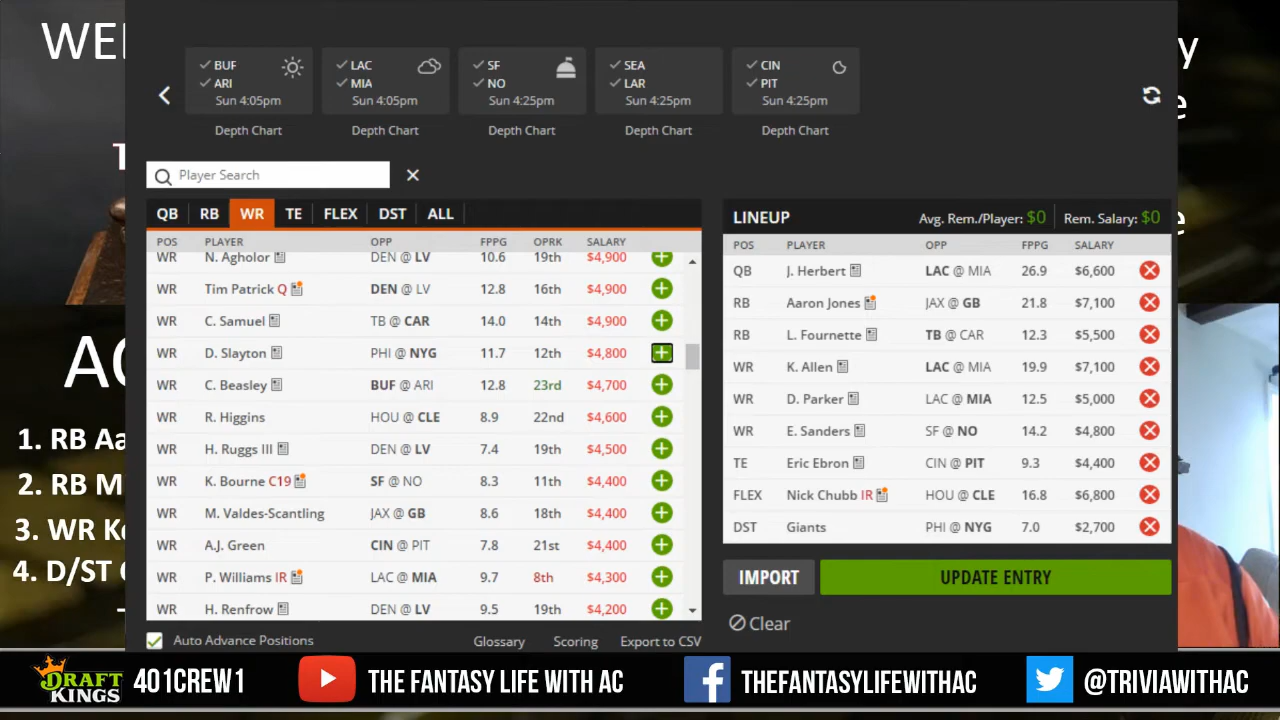 WE
y
BUF
ARI
Sun 4:05pm
Depth Chart
LAC
MIA
Sun 4:05pm
Depth Chart
SF
NO
Sun 4:25pm
Depth Chart
SEA
LAR
Sun 4:25pm
Depth Chart
CIN
PIT
Sun 4:25pm
Depth Chart
e
e
Player Search
QB RB WR TE FLEX DST ALL
POS PLAYER OPP FPPG OPRK SALARY
WR N. Agholor DEN @ LV 10.6 19th $4,900
WR Tim Patrick Q DEN @ LV 12.8 16th $4,900
WR C. Samuel TB @ CAR 14.0 14th $4,900
WR D. Slayton PHI @ NYG 11.7 12th $4,800
WR C. Beasley BUF @ ARI 12.8 23rd $4,700
WR R. Higgins HOU @ CLE 8.9 22nd $4,600
WR H. Ruggs III DEN @ LV 7.4 19th $4,500
WR K. Bourne C19 SF @ NO 8.3 11th $4,400
WR M. Valdes-Scantling JAX @ GB 8.6 18th $4,400
WR A.J. Green CIN @ PIT 7.8 21st $4,400
WR P. Williams IR LAC @ MIA 9.7 8th $4,300
WR H. Renfrow DEN @ LV 9.5 19th $4,200
Auto Advance Positions Glossary Scoring Export to CSV
LINEUP Avg. Rem./Player: $0 Rem. Salary: $0
POS PLAYER OPP FPPG SALARY
QB J. Herbert LAC @ MIA 26.9 $6,600
RB Aaron Jones JAX @ GB 21.8 $7,100
RB L. Fournette TB @ CAR 12.3 $5,500
WR K. Allen LAC @ MIA 19.9 $7,100
WR D. Parker LAC @ MIA 12.5 $5,000
WR E. Sanders SF @ NO 14.2 $4,800
TE Eric Ebron CIN @ PIT 9.3 $4,400
FLEX Nick Chubb IR HOU @ CLE 16.8 $6,800
DST Giants PHI @ NYG 7.0 $2,700
IMPORT UPDATE ENTRY
Clear
1. RB Aa
2. RB M
3. WR Ke
4. D/ST
DRAFT
KINGS
401CREW1 THE FANTASY LIFE WITH AC THEFANTASYLIFEWITHAC @TRIVIAWITHAC